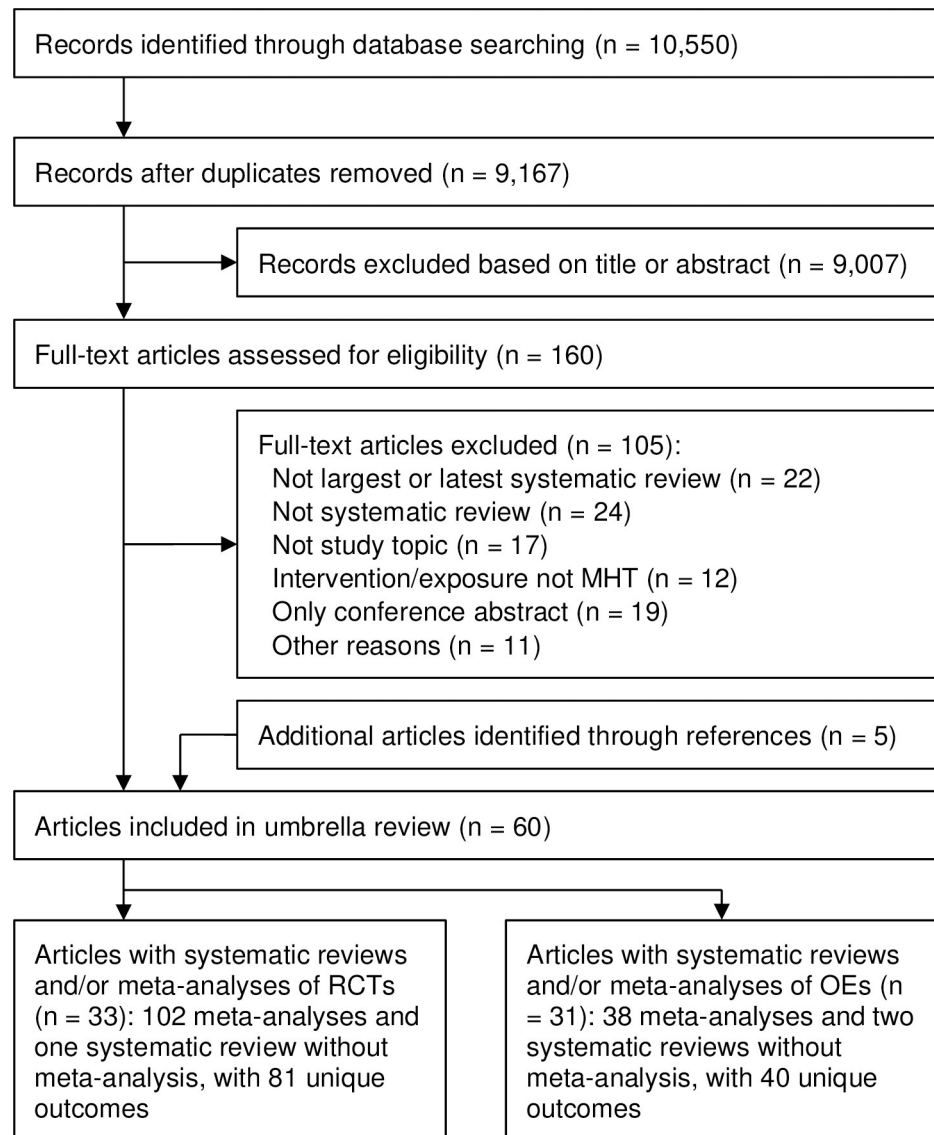 Records identified through database searching (n = 10,550)
Records after duplicates removed (n = 9,167)
Records excluded based on title or abstract (n = 9,007)
Full-text articles assessed for eligibility (n = 160)
Full-text articles excluded (n = 105):
Not largest or latest systematic review (n = 22)
Not systematic review (n = 24)
Not study topic (n = 17)
Intervention/exposure not MHT (n = 12)
Only conference abstract (n = 19)
Other reasons (n = 11)
Additional articles identified through references (n = 5)
Articles included in umbrella review (n = 60)
Articles with systematic reviews
and/or meta-analyses of RCTs
(n = 33): 102 meta-analyses and
one systematic review without
meta-analysis, with 81 unique
outcomes
Articles with systematic reviews
and/or meta-analyses of OEs (n
= 31): 38 meta-analyses and two
systematic reviews without
meta-analysis, with 40 unique
outcomes